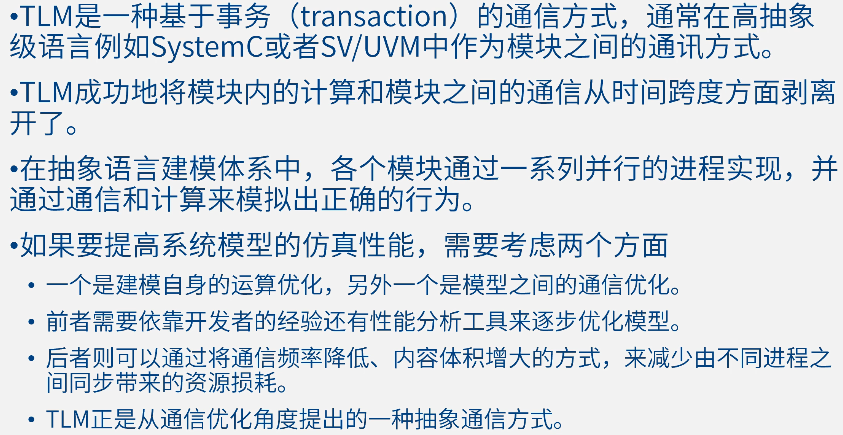 •TLM是一种基于事务（transaction）的通信方式，通常在高抽象
级语言例如SystemC或者SV/UVM中作为模块之间的通讯方式。
•TLM成功地将模块内的计算和模块之间的通信从时间跨度方面剥离
开了。
•在抽象语言建模体系中，各个模块通过一系列并行的进程实现，并
通过通信和计算来模拟出正确的行为。
•如果要提高系统模型的仿真性能，需要考虑两个方面
• 一个是建模自身的运算优化，另外一个是模型之间的通信优化。
• 前者需要依靠开发者的经验还有性能分析工具来逐步优化模型。
• 后者则可以通过将通信频率降低、内容体积增大的方式，来减少由不同进程之
间同步带来的资源损耗。
• TLM正是从通信优化角度提出的一种抽象通信方式。